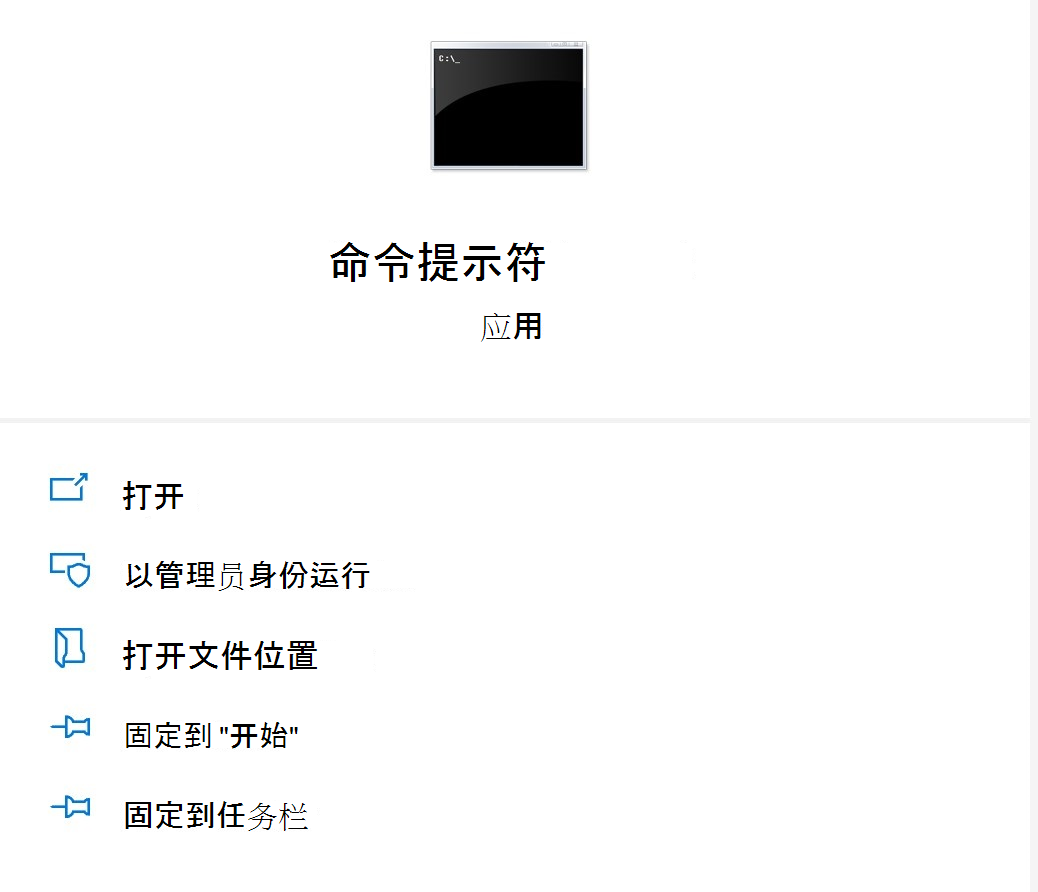 C:\_
命令提示符
应用
打开
以管理员身份运行
打开文件位置
固定到 "开始"
固定到任务栏